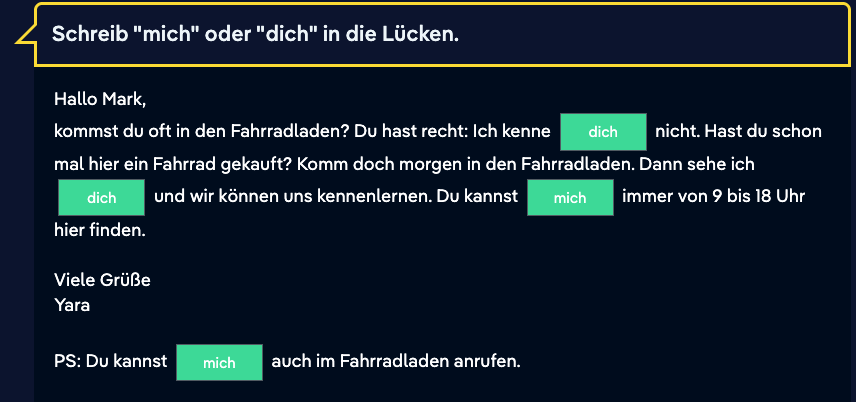 Schreib "mich" oder "dich" in die Lücken.
Hallo Mark,
kommst du oft in den Fahrradladen? Du hast recht: Ich kenne dich nicht. Hast du schon
mal hier ein Fahrrad gekauft? Komm doch morgen in den Fahrradladen. Dann sehe ich
dich und wir können uns kennenlernen. Du kannst mich immer von 9 bis 18 Uhr
hier finden.
Viele Grüße
Yara
PS: Du kannst mich auch im Fahrradladen anrufen.